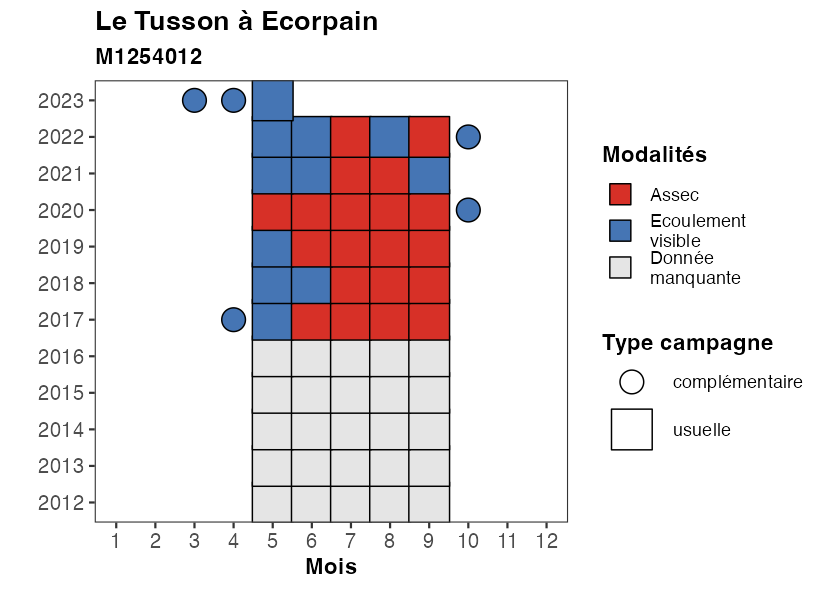 Le Tusson à Ecorpain
M1254012
2023
2022
2021
2020
2019
2018
2017
2016
2015
2014
2013
2012
1 2 3 4 5 6 7 8 9 10 11 12
Mois
Modalités
Assec
Ecoulement
visible
Donnée
manquante
Type campagne
complémentaire
usuelle